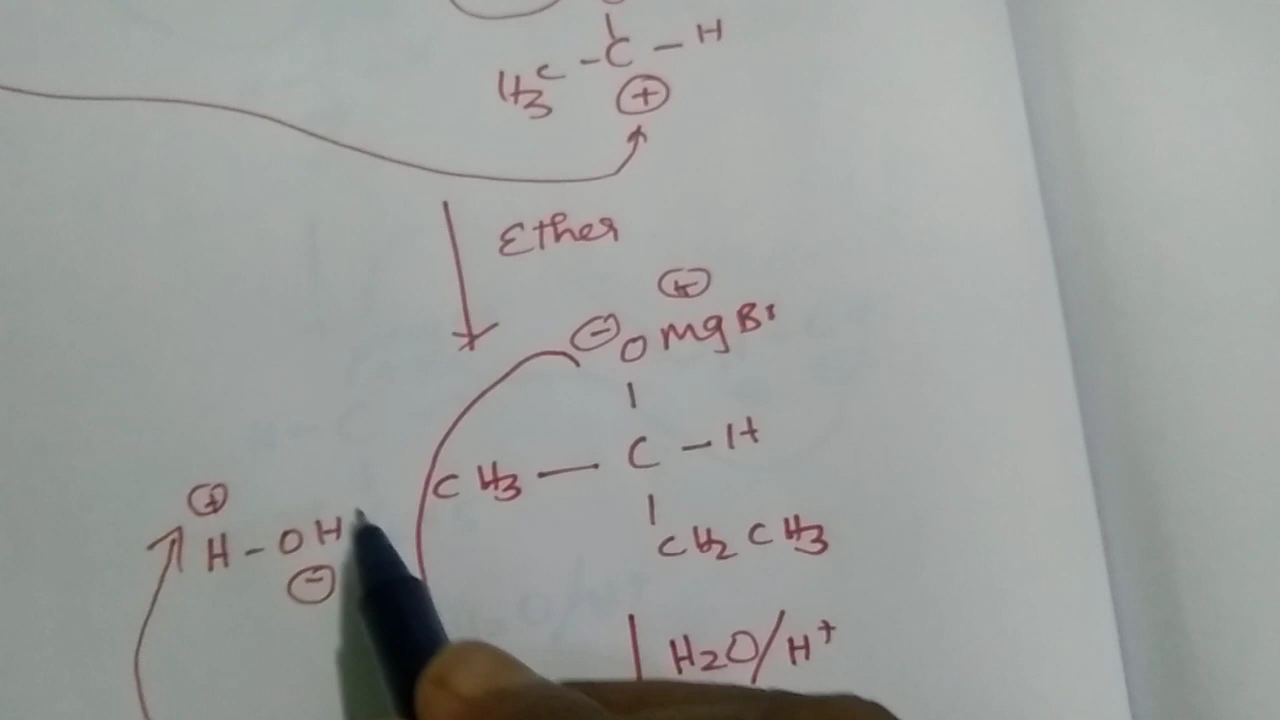 C - H
H3C -
⊕
Ether
⊕
⊖ O MgBr
|
CH3 — C - H
|
CH2CH3
⊕
H - OH
⊖
H2O/H+